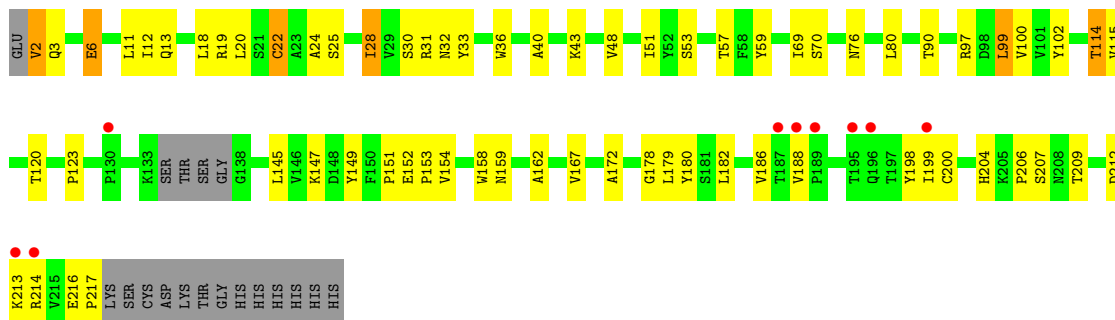 GLU V2 Q3 E6 L11 I12 Q13 L18 R19 L20 S21 C22 A23 A24 S25 I28 V29 S30 R31 N32 Y33 W36 A40 K43 V48 I51 Y52 S53 T57 F58 Y59 I69 S70 N76 L80 T90 R97 D98 L99 V100 V101 Y102 T114
T120 P123 P130 K133 SER THR SER GLY G138 L145 V146 K147 D148 Y149 F150 P151 E152 P153 V154 W158 N159 A162 V167 A172 G178 L179 Y180 S181 L182 V186 T187 V188 P189 T195 Q196 T197 Y198 I199 C200 H204 K205 P206 S207 N208 T209
K213 R214 V215 E216 P217 LYS SER CYS ASP LYS THR GLY HIS HIS HIS HIS HIS HIS